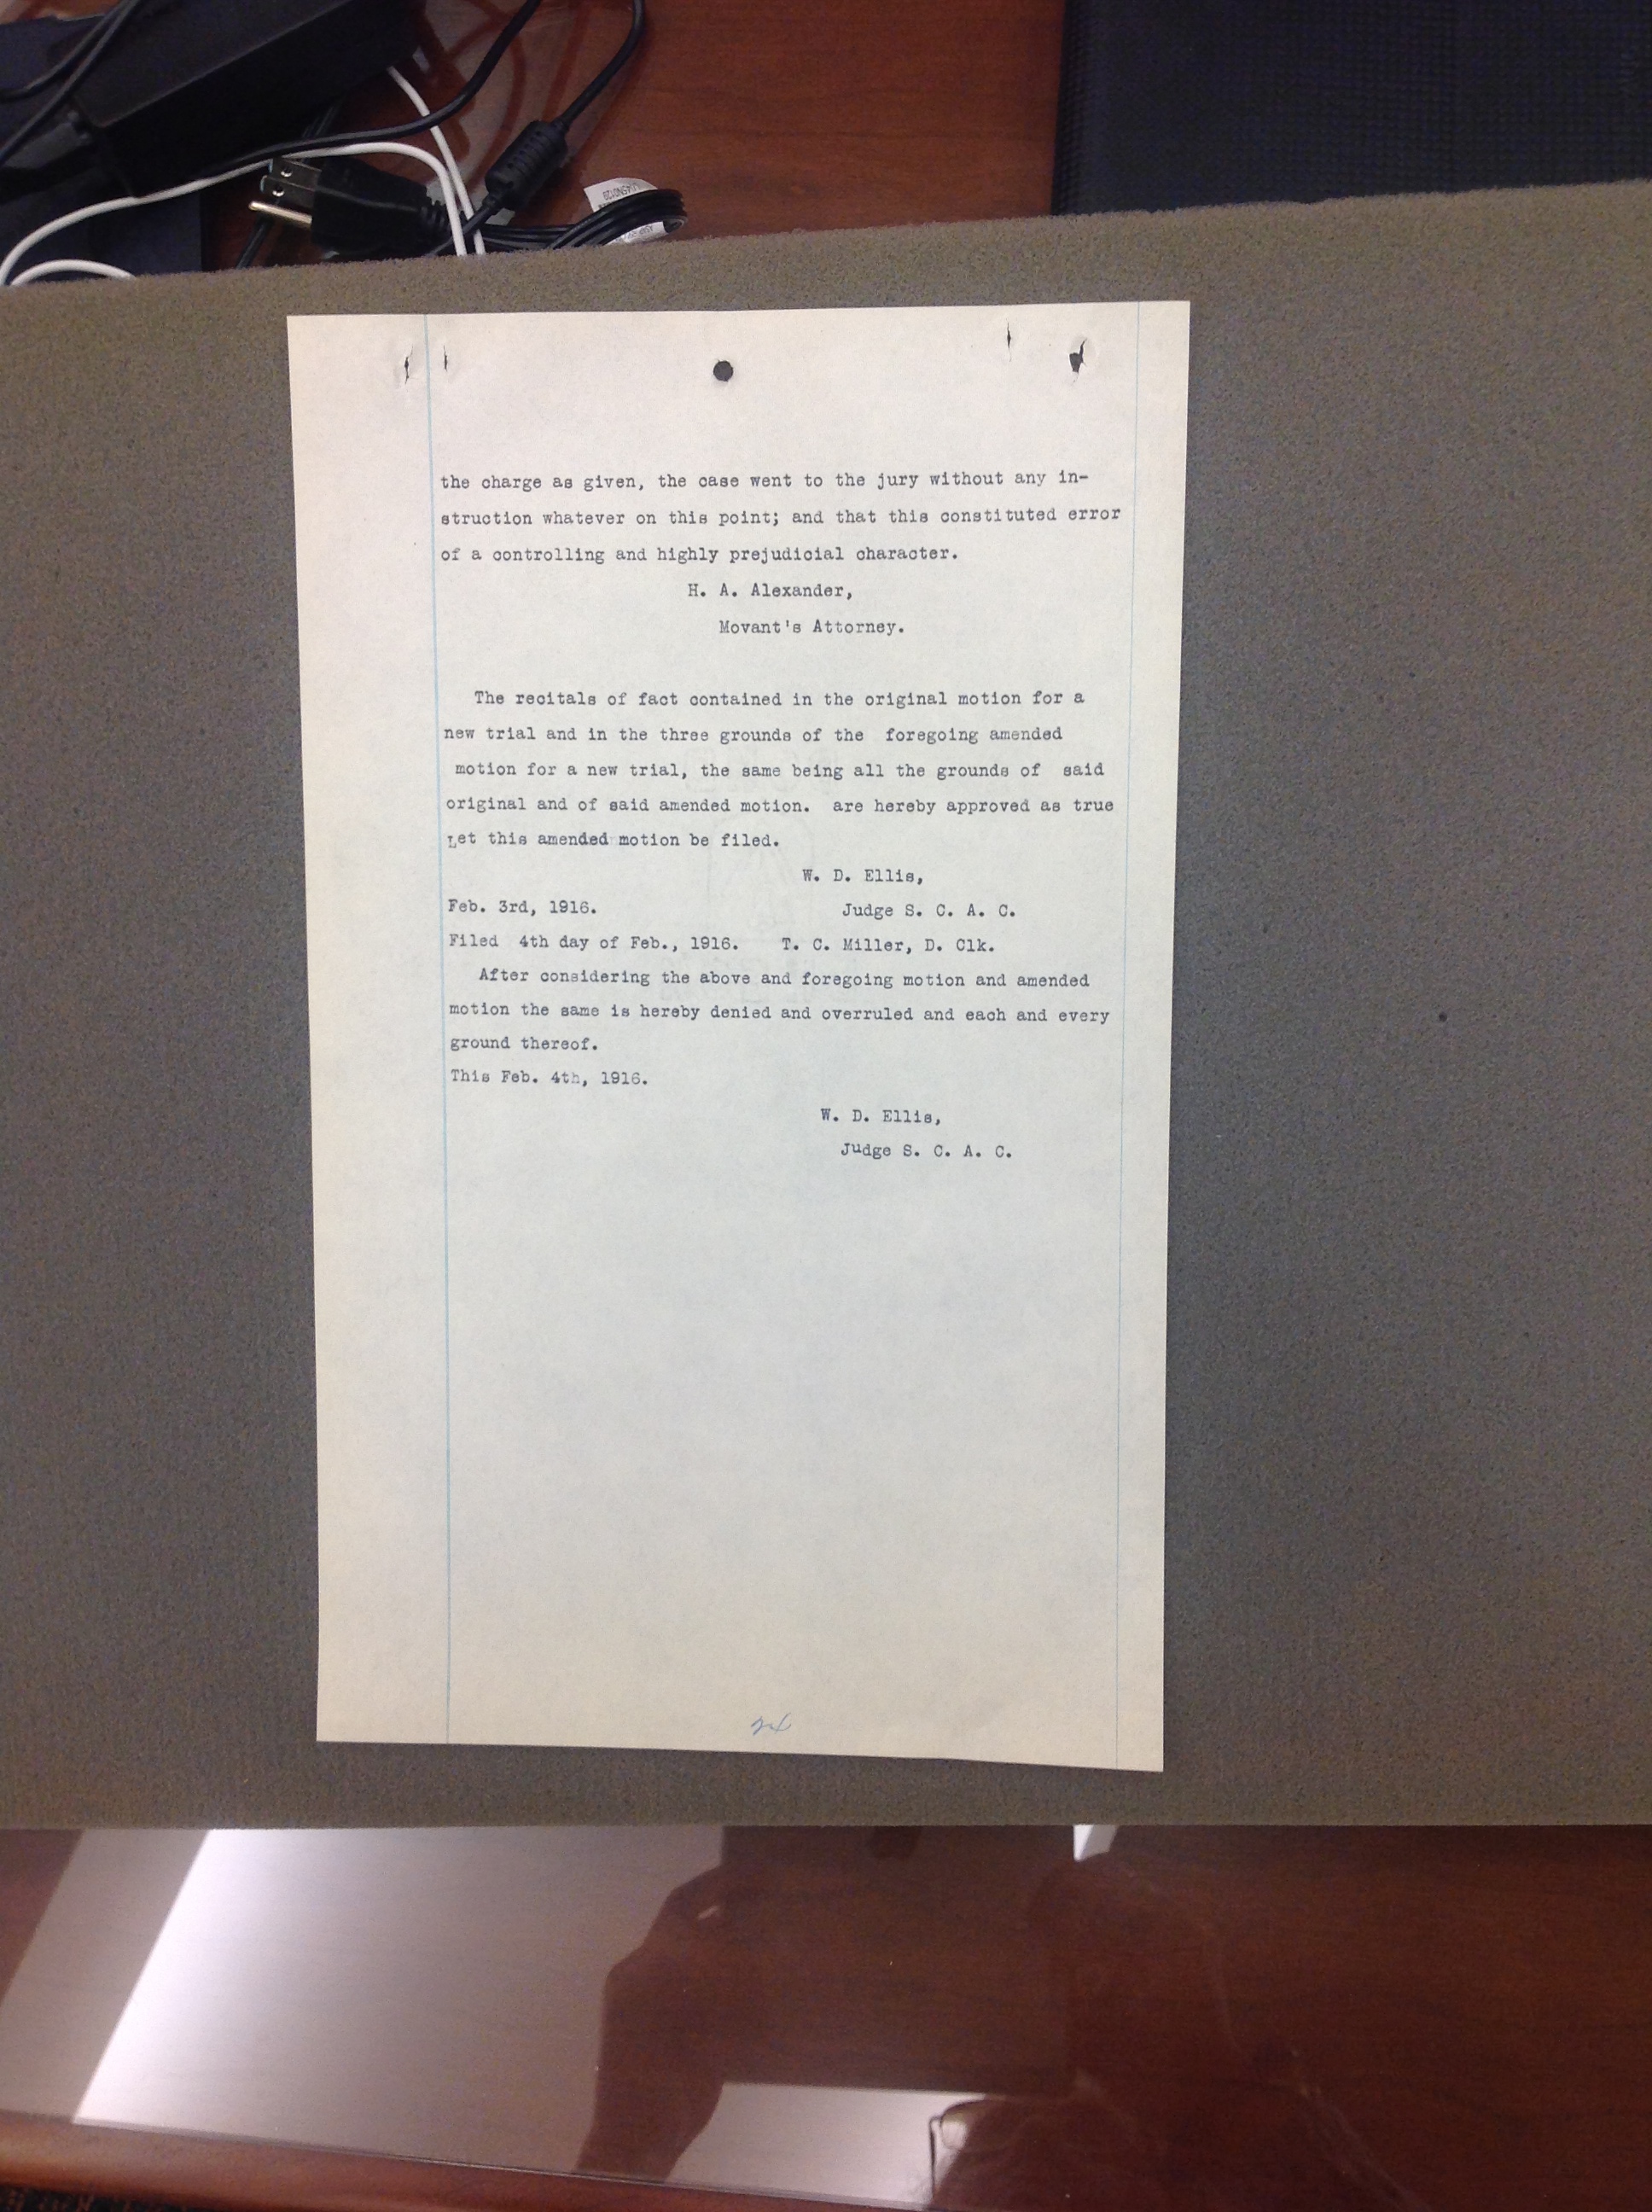 the charge as given, the case went to the jury without any in-
struction whatever on this point; and that this constituted error
of a controlling and highly prejudicial character.
H. A. Alexander,
Movant's Attorney.
The recitals of fact contained in the original motion for a
new trial and in the three grounds of the foregoing amended
motion for a new trial, the same being all the grounds of said
original and of said amended motion. are hereby approved as true
Let this amended motion be filed.
W. D. Ellis,
Feb. 3rd, 1916. Judge S. C. A. C.
Filed 4th day of Feb., 1916. T. C. Miller, D. Clk.
After considering the above and foregoing motion and amended
motion the same is hereby denied and overruled and each and every
ground thereof.
This Feb. 4th, 1916.
W. D. Ellis,
Judge S. C. A. C.
24